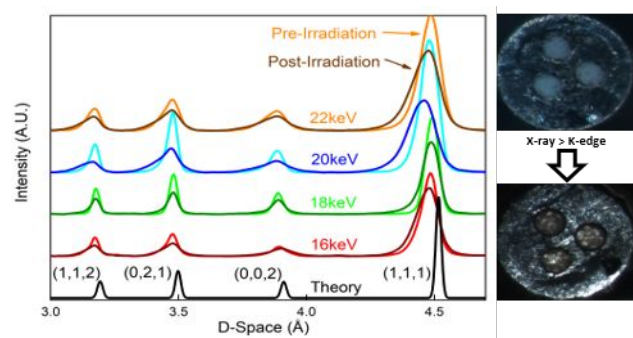 Pre-Irradiation
Post-Irradiation
22keV
20keV
18keV
16keV
(1,1,2) (0,2,1) (0,0,2) (1,1,1)
Theory
Intensity (A.U.)
3.0 3.5 4.0 4.5
D-Space (Å)
X-ray > K-edge